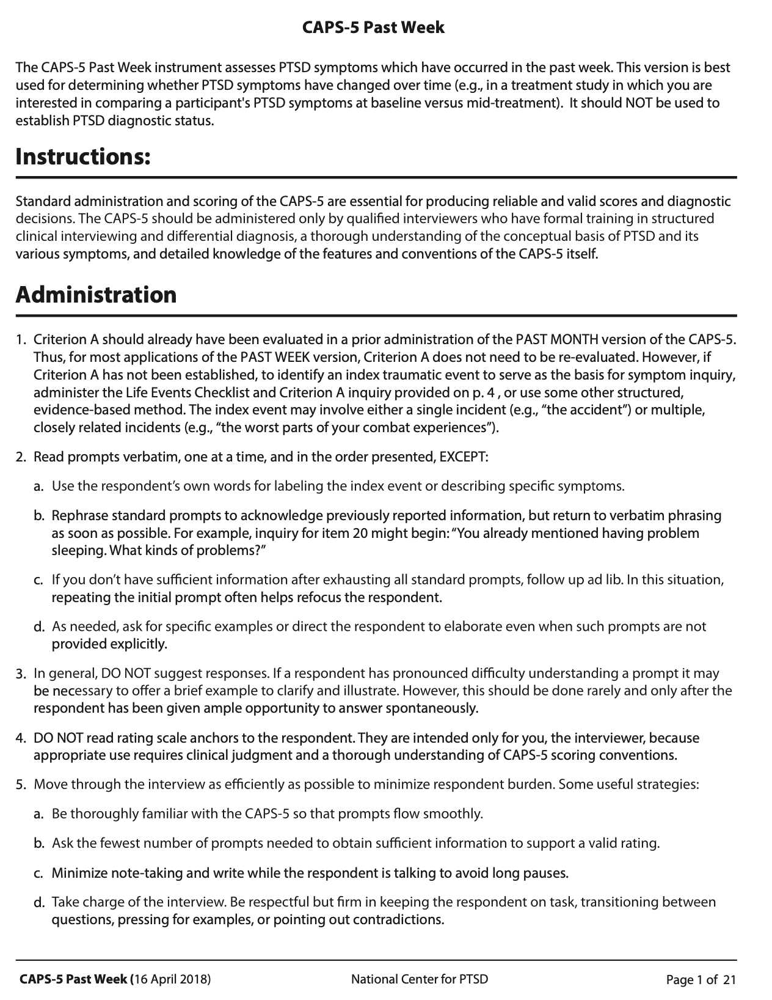 CAPS-5 Past Week
The CAPS-5 Past Week instrument assesses PTSD symptoms which have occurred in the past week. This version is best
used for determining whether PTSD symptoms have changed over time (e.g., in a treatment study in which you are
interested in comparing a participant's PTSD symptoms at baseline versus mid-treatment).  It should NOT be used to
establish PTSD diagnostic status.
Instructions:
Standard administration and scoring of the CAPS-5 are essential for producing reliable and valid scores and diagnostic
decisions. The CAPS-5 should be administered only by qualified interviewers who have formal training in structured
clinical interviewing and differential diagnosis, a thorough understanding of the conceptual basis of PTSD and its
various symptoms, and detailed knowledge of the features and conventions of the CAPS-5 itself.
Administration
1. Criterion A should already have been evaluated in a prior administration of the PAST MONTH version of the CAPS-5.
Thus, for most applications of the PAST WEEK version, Criterion A does not need to be re-evaluated. However, if
Criterion A has not been established, to identify an index traumatic event to serve as the basis for symptom inquiry,
administer the Life Events Checklist and Criterion A inquiry provided on p. 4 , or use some other structured,
evidence-based method. The index event may involve either a single incident (e.g., “the accident”) or multiple,
closely related incidents (e.g., “the worst parts of your combat experiences”).
2. Read prompts verbatim, one at a time, and in the order presented, EXCEPT:
a. Use the respondent’s own words for labeling the index event or describing specific symptoms.
b. Rephrase standard prompts to acknowledge previously reported information, but return to verbatim phrasing
as soon as possible. For example, inquiry for item 20 might begin: “You already mentioned having problem
sleeping. What kinds of problems?”
c. If you don’t have sufficient information after exhausting all standard prompts, follow up ad lib. In this situation,
repeating the initial prompt often helps refocus the respondent.
d. As needed, ask for specific examples or direct the respondent to elaborate even when such prompts are not
provided explicitly.
3. In general, DO NOT suggest responses. If a respondent has pronounced difficulty understanding a prompt it may
be necessary to offer a brief example to clarify and illustrate. However, this should be done rarely and only after the
respondent has been given ample opportunity to answer spontaneously.
4. DO NOT read rating scale anchors to the respondent. They are intended only for you, the interviewer, because
appropriate use requires clinical judgment and a thorough understanding of CAPS-5 scoring conventions.
5. Move through the interview as efficiently as possible to minimize respondent burden. Some useful strategies:
a. Be thoroughly familiar with the CAPS-5 so that prompts flow smoothly.
b. Ask the fewest number of prompts needed to obtain sufficient information to support a valid rating.
c. Minimize note-taking and write while the respondent is talking to avoid long pauses.
d. Take charge of the interview. Be respectful but firm in keeping the respondent on task, transitioning between
questions, pressing for examples, or pointing out contradictions.
CAPS-5 Past Week (16 April 2018) National Center for PTSD Page 1 of 21